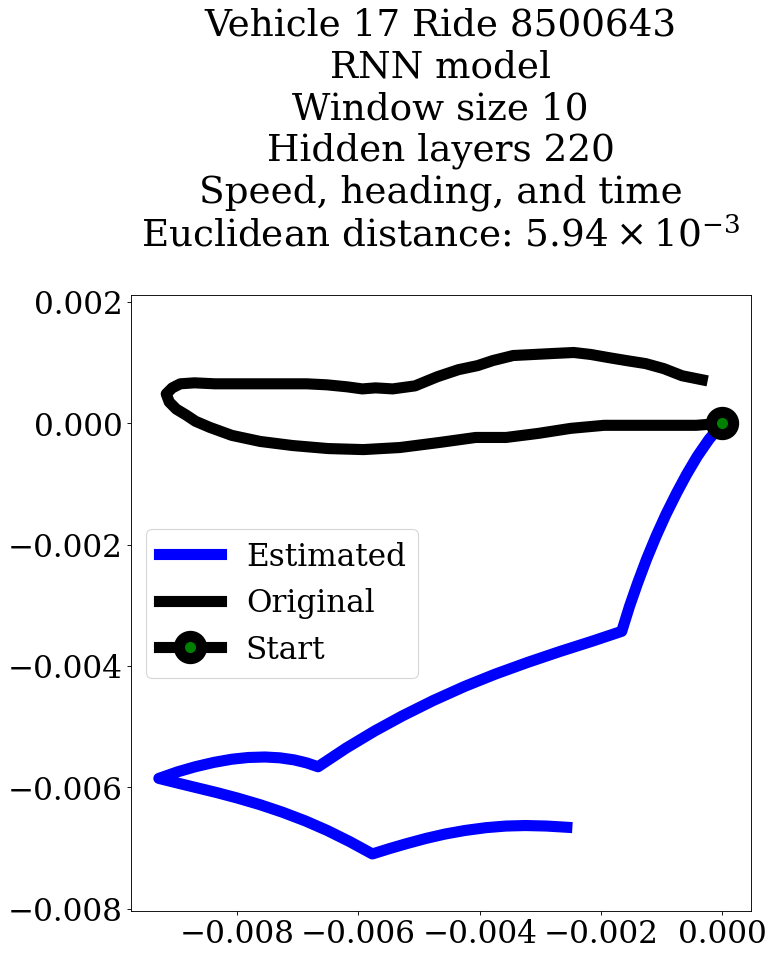 Vehicle 17 Ride 8500643
RNN model
Window size 10
Hidden layers 220
Speed, heading, and time
Euclidean distance: 5.94 × 10⁻³
0.002
0.000
−0.002
−0.004
−0.006
−0.008
Estimated
Original
Start
−0.008 −0.006 −0.004 −0.002 0.000